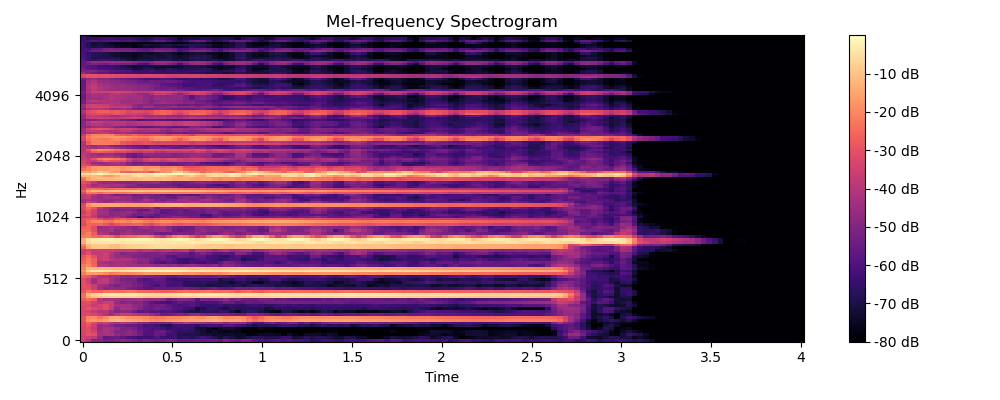 Mel-frequency Spectrogram
Hz
4096
2048
1024
512
0
0
0.5
1
1.5
2
2.5
3
3.5
4
Time
-10 dB
-20 dB
-30 dB
-40 dB
-50 dB
-60 dB
-70 dB
-80 dB